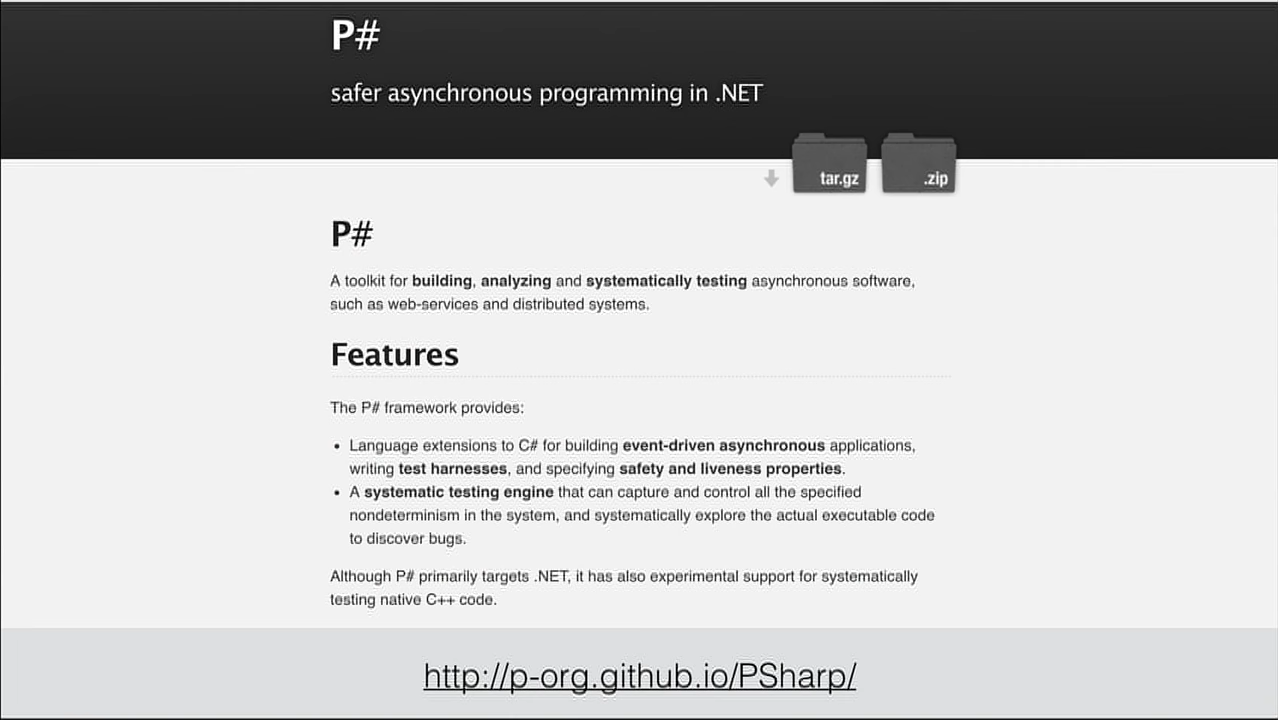 P#
safer asynchronous programming in .NET
tar.gz
.zip
P#
A toolkit for building, analyzing and systematically testing asynchronous software,
such as web-services and distributed systems.
Features
The P# framework provides:
• Language extensions to C# for building event-driven asynchronous applications,
writing test harnesses, and specifying safety and liveness properties.
• A systematic testing engine that can capture and control all the specified
nondeterminism in the system, and systematically explore the actual executable code
to discover bugs.
Although P# primarily targets .NET, it has also experimental support for systematically
testing native C++ code.
http://p-org.github.io/PSharp/